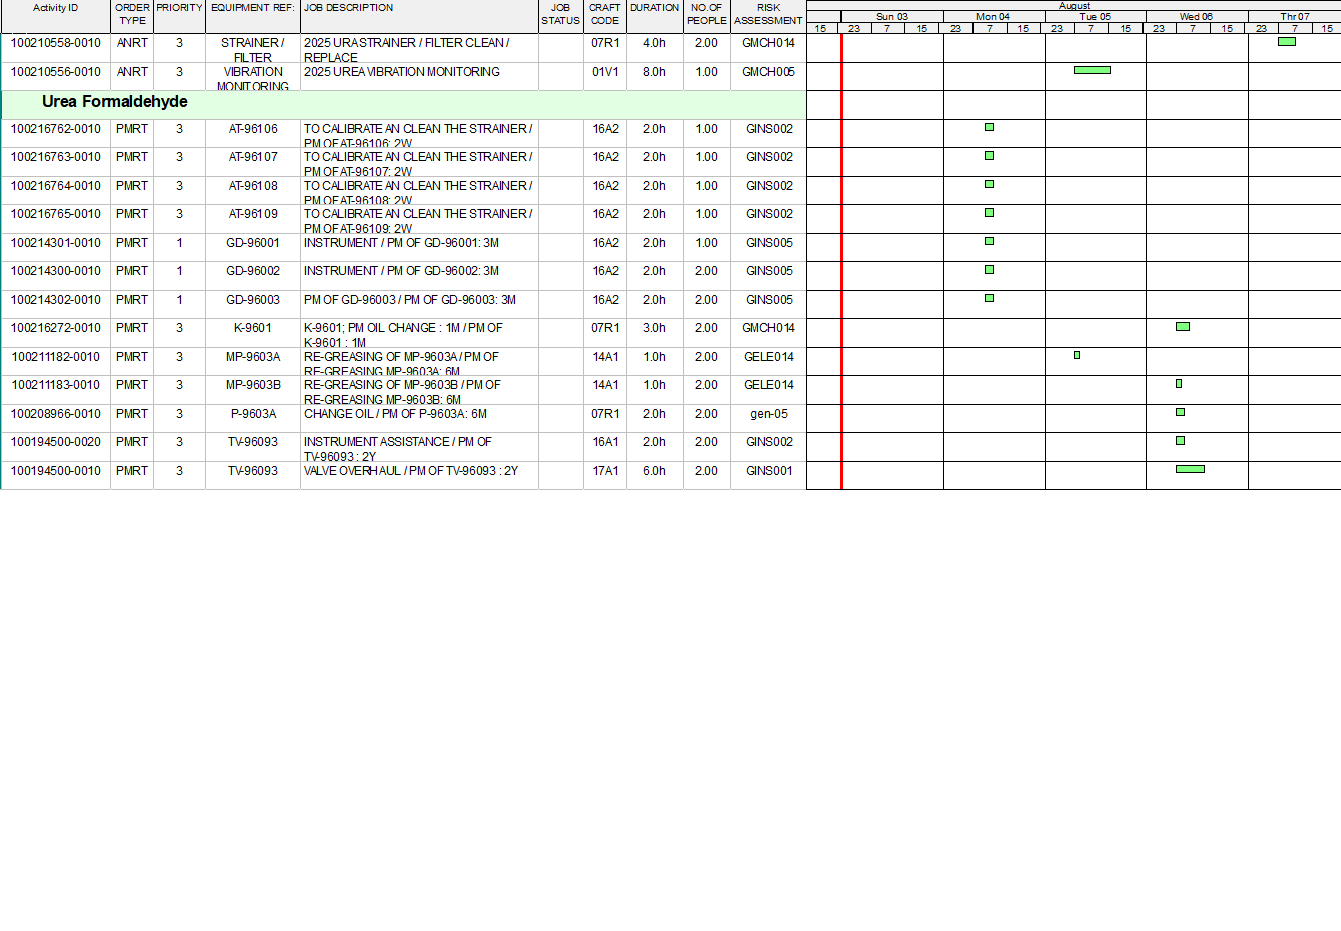 Activity ID ORDER TYPE PRIORITY EQUIPMENT REF: JOB DESCRIPTION JOB STATUS CRAFT CODE DURATION NO.OF PEOPLE RISK ASSESSMENT
August
Sun 03 Mon 04 Tue 05 Wed 06 Thr 07
15 23 7 15 23 7 15 23 7 15 23 7 15 23 7 15
100210558-0010 ANRT 3 STRAINER / 2025 URA STRAINER / FILTER CLEAN / 07R1 4.0h 2.00 GMCH014
FILTER REPLACE
100210556-0010 ANRT 3 VIBRATION 2025 UREA VIBRATION MONITORING 01V1 8.0h 1.00 GMCH005
MONITORING
Urea Formaldehyde
100216762-0010 PMRT 3 AT-96106 TO CALIBRATE AN CLEAN THE STRAINER / 16A2 2.0h 1.00 GINS002
PM OF AT-96106: 2W
100216763-0010 PMRT 3 AT-96107 TO CALIBRATE AN CLEAN THE STRAINER / 16A2 2.0h 1.00 GINS002
PM OF AT-96107: 2W
100216764-0010 PMRT 3 AT-96108 TO CALIBRATE AN CLEAN THE STRAINER / 16A2 2.0h 1.00 GINS002
PM OF AT-96108: 2W
100216765-0010 PMRT 3 AT-96109 TO CALIBRATE AN CLEAN THE STRAINER / 16A2 2.0h 1.00 GINS002
PM OF AT-96109: 2W
100214301-0010 PMRT 1 GD-96001 INSTRUMENT / PM OF GD-96001: 3M 16A2 2.0h 1.00 GINS005
100214300-0010 PMRT 1 GD-96002 INSTRUMENT / PM OF GD-96002: 3M 16A2 2.0h 2.00 GINS005
100214302-0010 PMRT 1 GD-96003 PM OF GD-96003 / PM OF GD-96003: 3M 16A2 2.0h 2.00 GINS005
100216272-0010 PMRT 3 K-9601 K-9601; PM OIL CHANGE : 1M / PM OF 07R1 3.0h 2.00 GMCH014
K-9601 : 1M
100211182-0010 PMRT 3 MP-9603A RE-GREASING OF MP-9603A / PM OF 14A1 1.0h 2.00 GELE014
RE-GREASING MP-9603A: 6M
100211183-0010 PMRT 3 MP-9603B RE-GREASING OF MP-9603B / PM OF 14A1 1.0h 2.00 GELE014
RE-GREASING MP-9603B: 6M
100208966-0010 PMRT 3 P-9603A CHANGE OIL / PM OF P-9603A: 6M 07R1 2.0h 2.00 gen-05
100194500-0020 PMRT 3 TV-96093 INSTRUMENT ASSISTANCE / PM OF 16A1 2.0h 2.00 GINS002
TV-96093 : 2Y
100194500-0010 PMRT 3 TV-96093 VALVE OVERHAUL / PM OF TV-96093 : 2Y 17A1 6.0h 2.00 GINS001